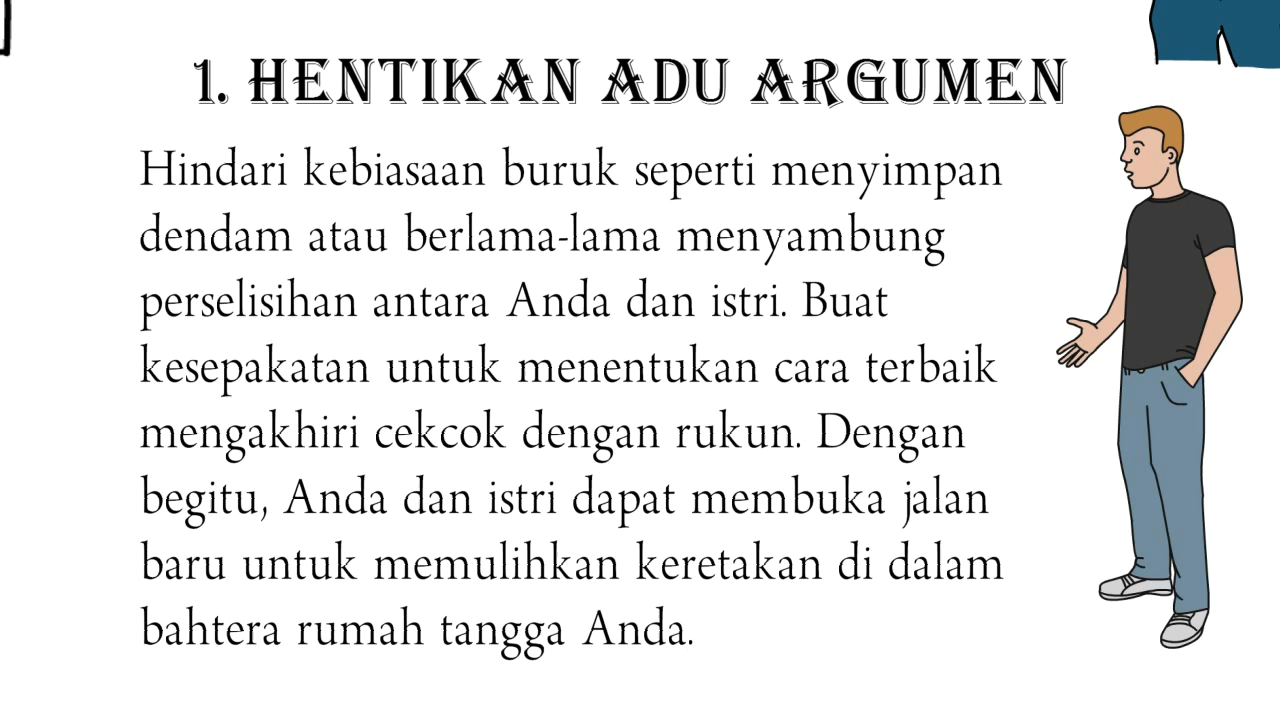 1. HENTIKAN ADU ARGUMEN
Hindari kebiasaan buruk seperti menyimpan
dendam atau berlama-lama menyambung
perselisihan antara Anda dan istri. Buat
kesepakatan untuk menentukan cara terbaik
mengakhiri cekcok dengan rukun. Dengan
begitu, Anda dan istri dapat membuka jalan
baru untuk memulihkan keretakan di dalam
bahtera rumah tangga Anda.